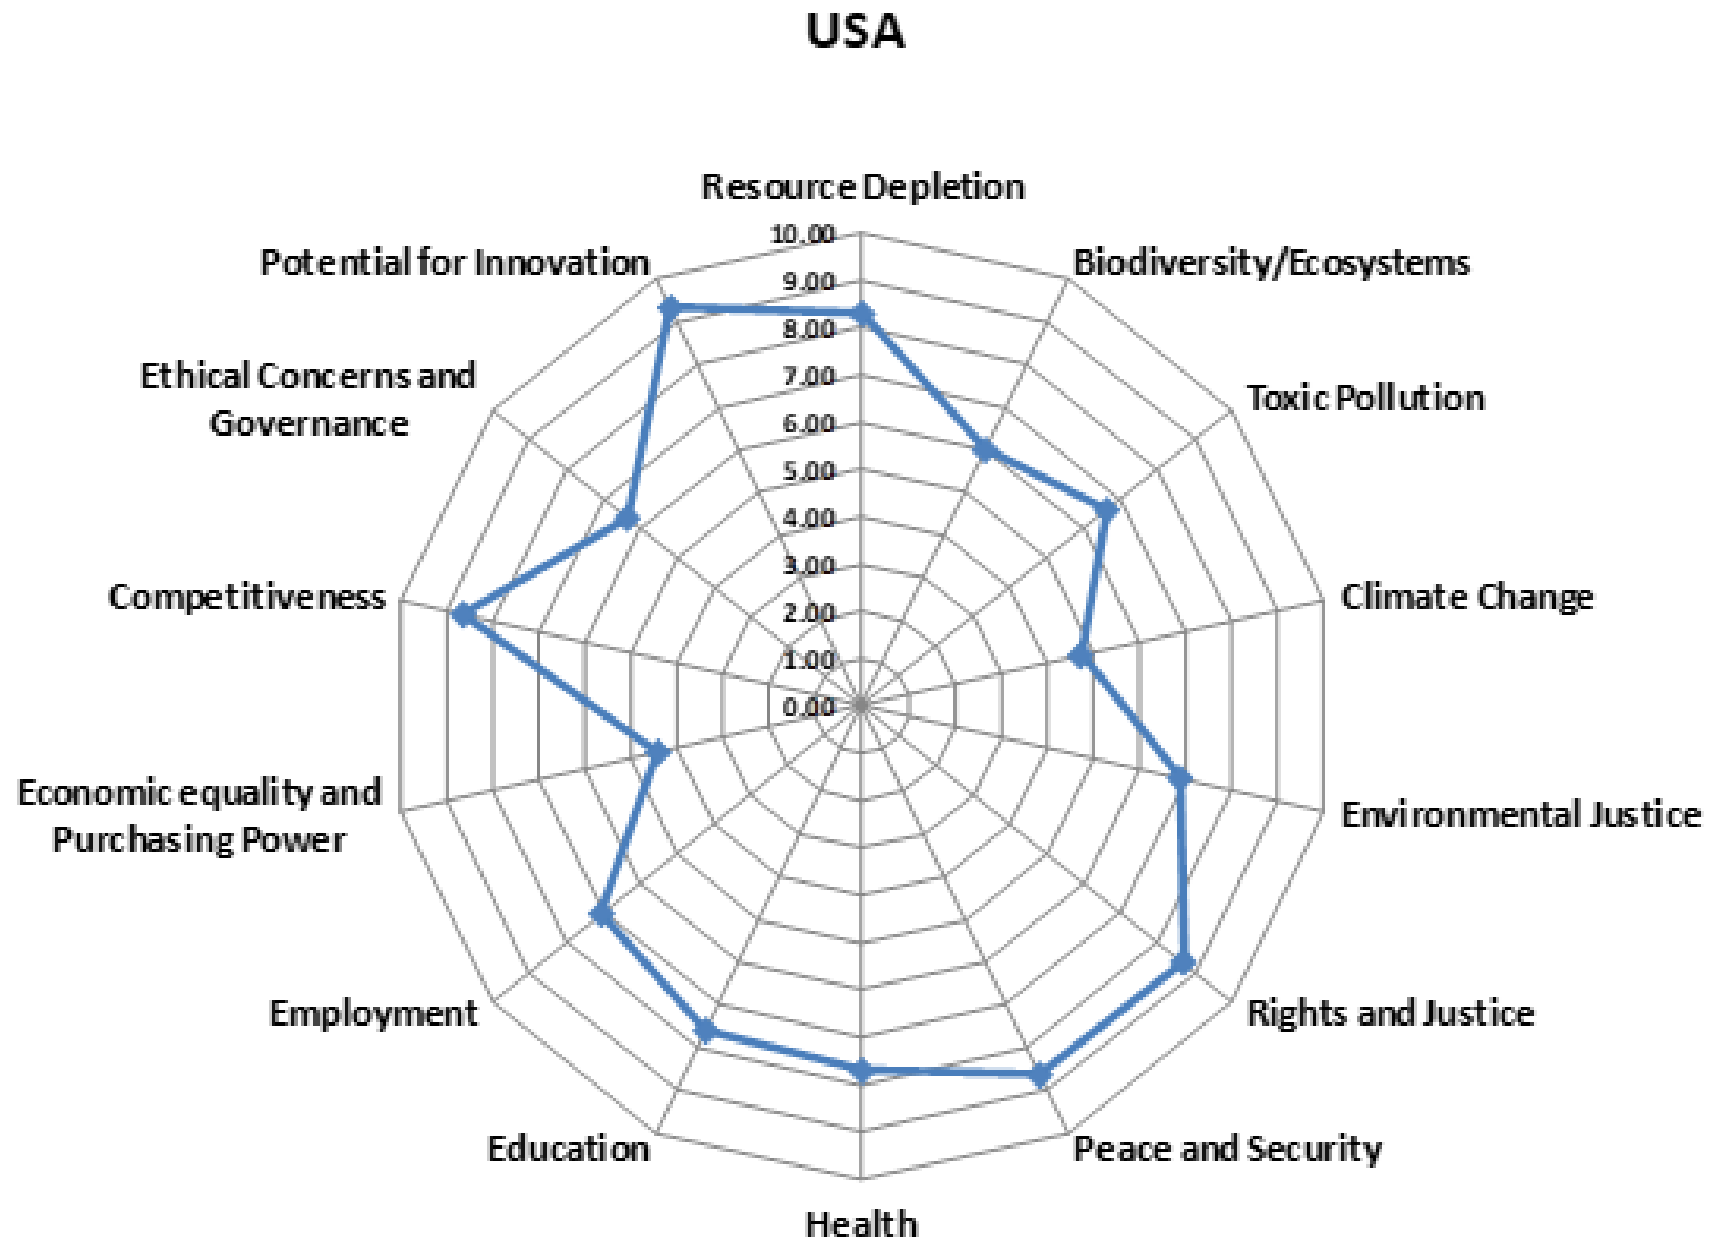 USA
Resource Depletion
10.00
Potential for Innovation
Biodiversity/Ecosystems
9.00
8.00
Ethical Concerns and
Governance
7.00
Toxic Pollution
6.00
5.00
4.00
3.00
Competitiveness
Climate Change
2.00
1.00
0.00
Economic equality and
Purchasing Power
Environmental Justice
Employment
Rights and Justice
Education
Peace and Security
Health